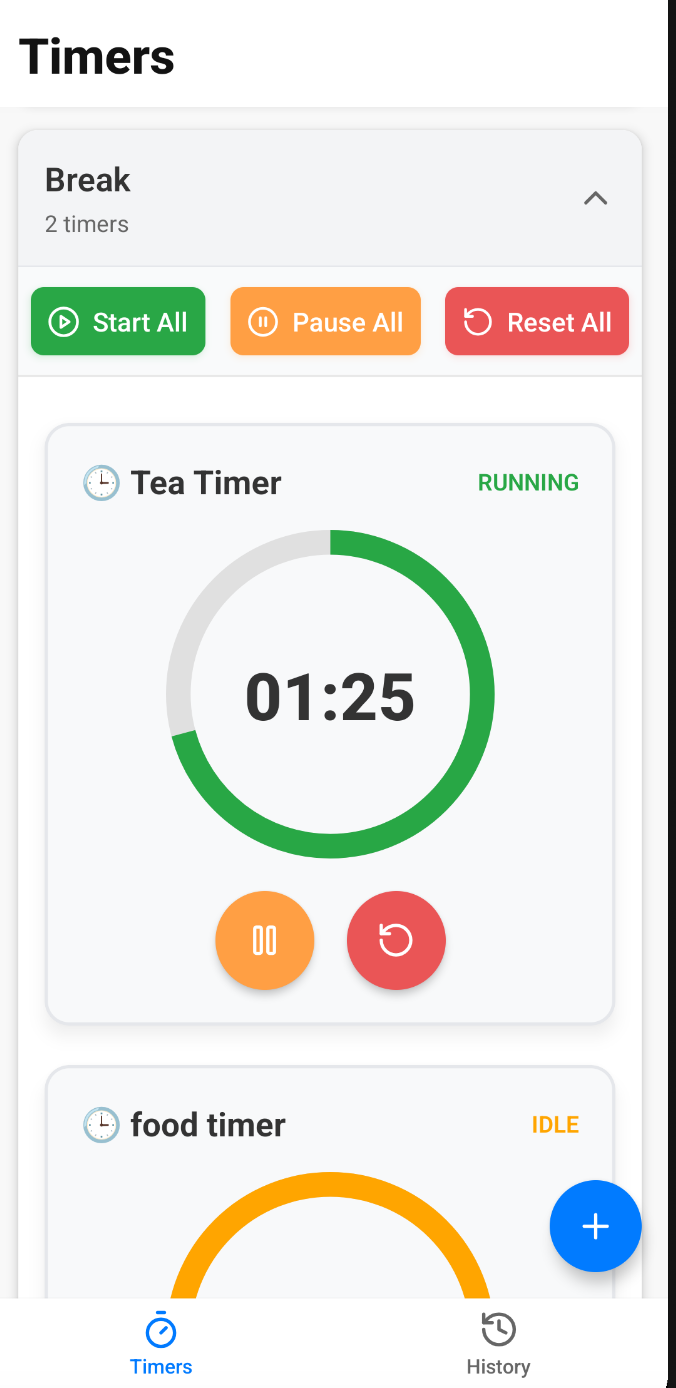 Timers
Break
2 timers
Start All
Pause All
Reset All
Tea Timer
RUNNING
01:25
food timer
IDLE
Timers
History